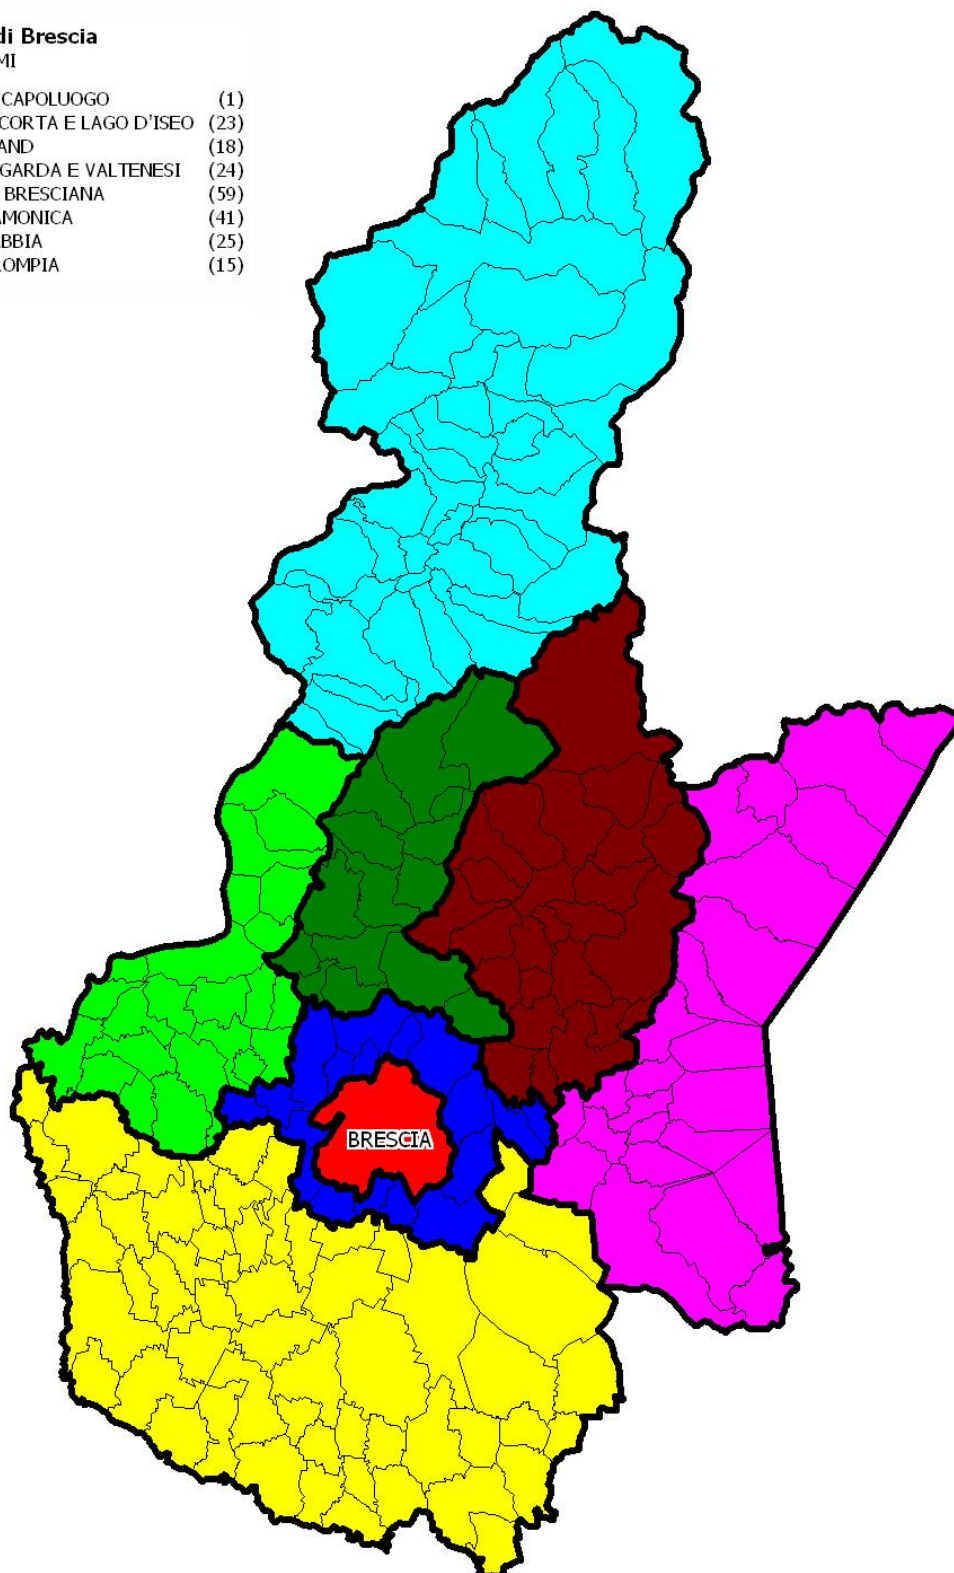 di Brescia
MI
CAPOLUOGO (1)
CORTA E LAGO D'ISEO (23)
AND (18)
GARDA E VALTENESI (24)
BRESCIANA (59)
AMONICA (41)
BBIA (25)
OMPIA (15)
BRESCIA